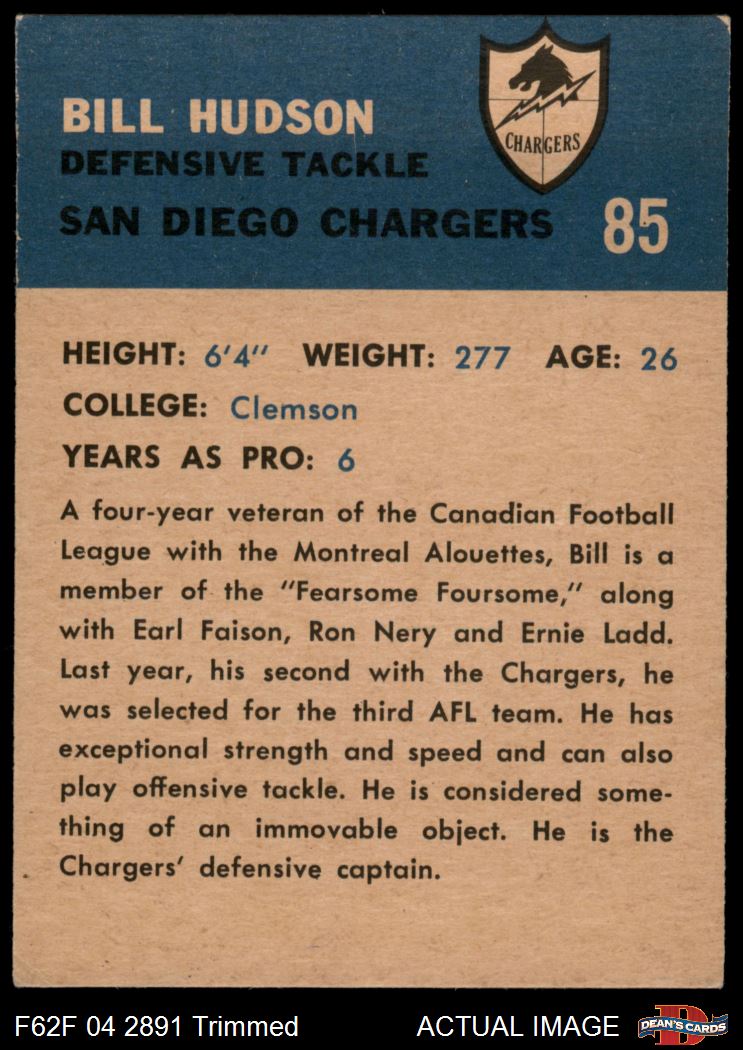 CHARGERS
BILL HUDSON
DEFENSIVE TACKLE
SAN DIEGO CHARGERS 85
HEIGHT: 6'4" WEIGHT: 277 AGE: 26
COLLEGE: Clemson
YEARS AS PRO: 6
A four-year veteran of the Canadian Football
League with the Montreal Alouettes, Bill is a
member of the "Fearsome Foursome," along
with Earl Faison, Ron Nery and Ernie Ladd.
Last year, his second with the Chargers, he
was selected for the third AFL team. He has
exceptional strength and speed and can also
play offensive tackle. He is considered some-
thing of an immovable object. He is the
Chargers' defensive captain.
F62F 04 2891 Trimmed ACTUAL IMAGE D DEAN'S CARDS